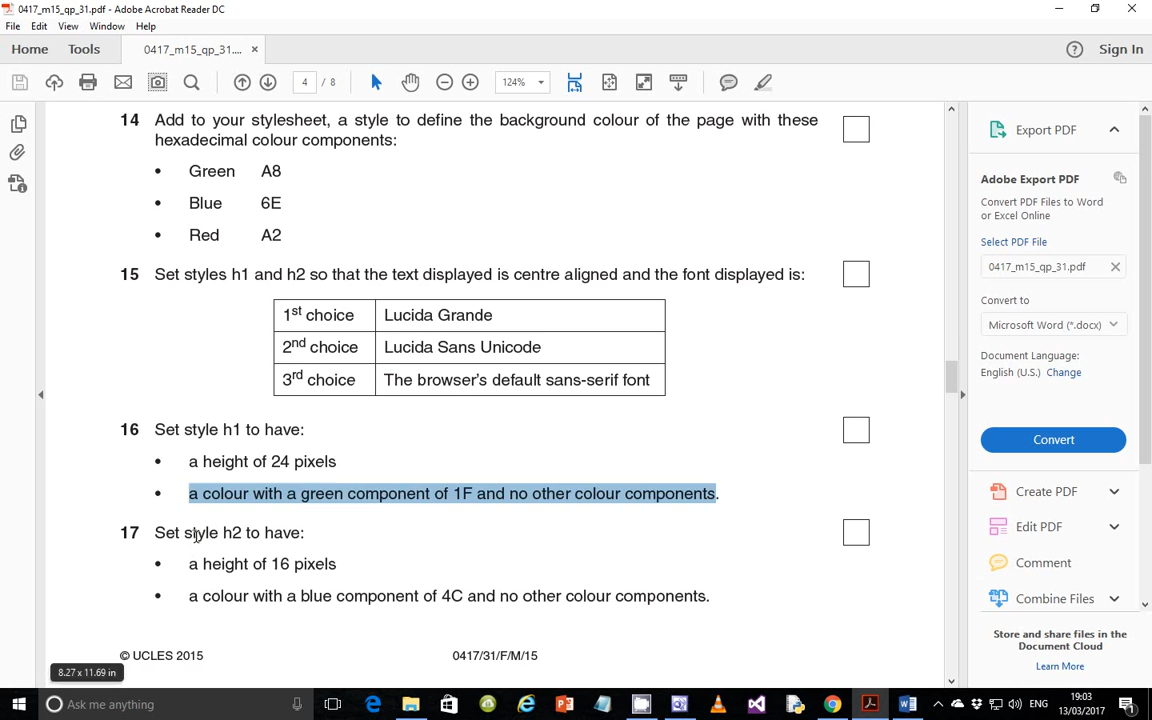 0417_m15_qp_31.pdf - Adobe Acrobat Reader DC
File Edit View Window Help
Home Tools 0417_m15_qp_31.... × ? Sign In
4 / 8 124%
14 Add to your stylesheet, a style to define the background colour of the page with these
hexadecimal colour components:
• Green A8
• Blue 6E
• Red A2
15 Set styles h1 and h2 so that the text displayed is centre aligned and the font displayed is:
1st choice Lucida Grande
2nd choice Lucida Sans Unicode
3rd choice The browser's default sans-serif font
16 Set style h1 to have:
• a height of 24 pixels
• a colour with a green component of 1F and no other colour components.
17 Set style h2 to have:
• a height of 16 pixels
• a colour with a blue component of 4C and no other colour components.
© UCLES 2015 0417/31/F/M/15
8.27 x 11.69 in
Export PDF
Adobe Export PDF
Convert PDF Files to Word
or Excel Online
Select PDF File
0417_m15_qp_31.pdf ×
Convert to
Microsoft Word (*.docx)
Document Language:
English (U.S.) Change
Convert
Create PDF
Edit PDF
Comment
Combine Files
Store and share files in the
Document Cloud
Learn More
Ask me anything
ENG
19:03
13/03/2017
1